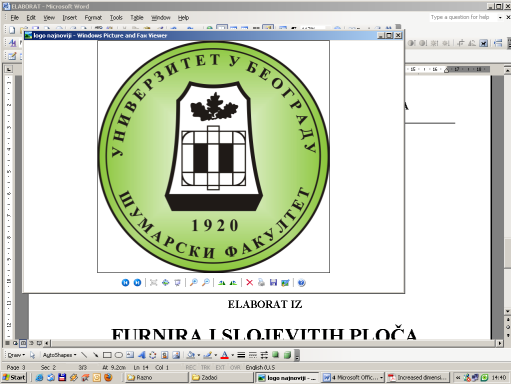 ELABORAT - Microsoft Word
File Edit View Insert Format Tools Table Window Help
Type a question for help
logo najnoviji - Windows Picture and Fax Viewer
УНИВЕРЗИТЕТ У БЕОГРАДУ
1920
ШУМАРСКИ ФАКУЛТЕТ
ELABORAT IZ
FURNIRA I SLOJEVITIH PLOČA
Draw AutoShapes
Page 3 Sec 2 3/3 At 9.2cm Ln 14 Col 1 REC TRK EXT OVR English (U.S
Start Razno Zadaci logo najnoviji - ... 4 Microsoft Offic... Increased dimensi... 14:40